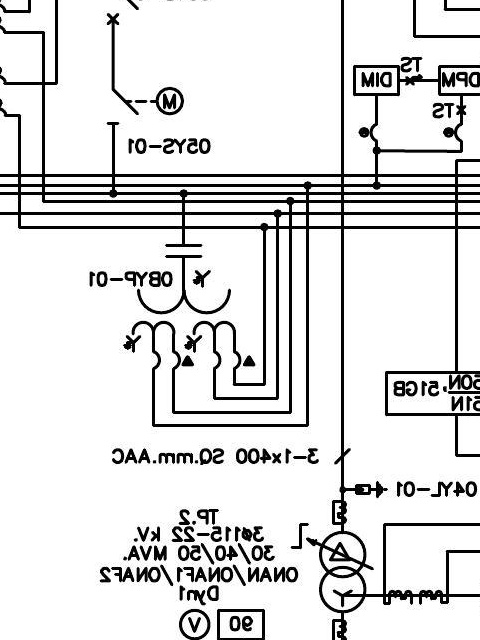 TS
DIM
DPM
TS
M
05YS-01
0BYP-01
50N, 51GB
51N
3-1x400 SQ.mm.AAC
04YL-01
TP.2
3ø115-22 kV.
30/40/50 MVA.
ONAN/ONAF1/ONAF2
Dyn1
V
90